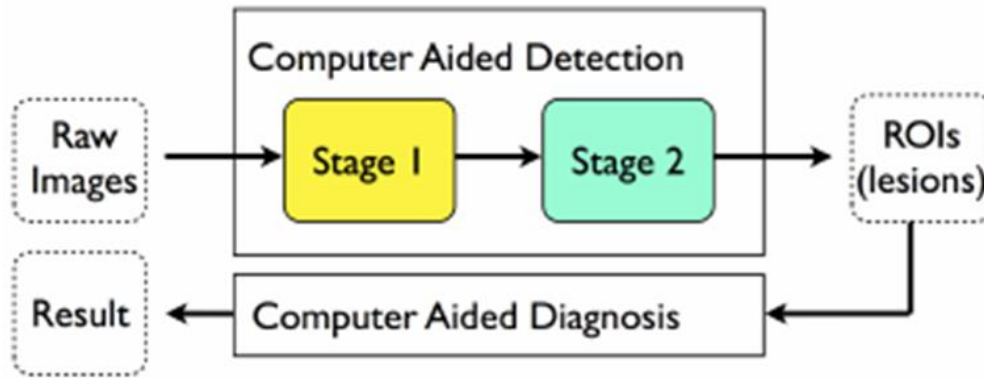 Computer Aided Detection
Raw
Images
Stage 1
Stage 2
ROIs
(lesions)
Result
Computer Aided Diagnosis